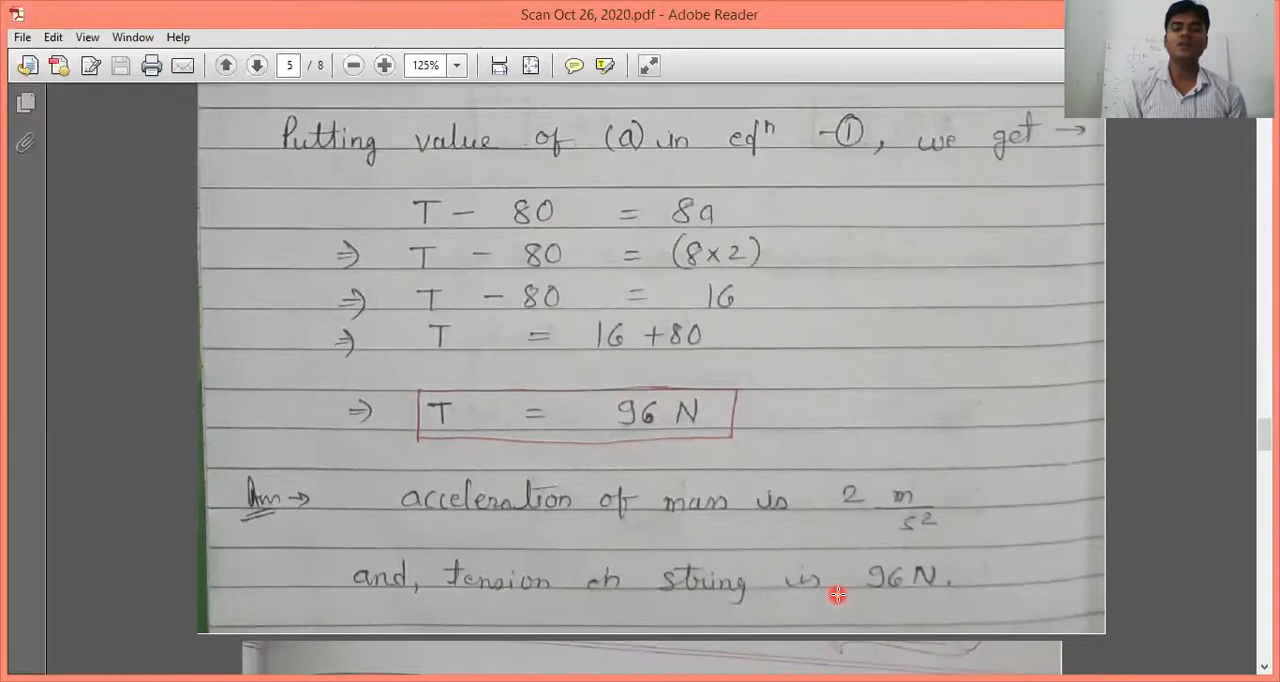 Scan Oct 26, 2020.pdf - Adobe Reader
File Edit View Window Help
5 / 8 125%
Putting value of (a) in eqⁿ -①, we get →
T - 80 = 8a
⇒ T - 80 = (8×2)
⇒ T - 80 = 16
⇒ T = 16 +80
⇒ T = 96 N
Ans → acceleration of mass is 2 m/s²
and, tension in string is 96 N.